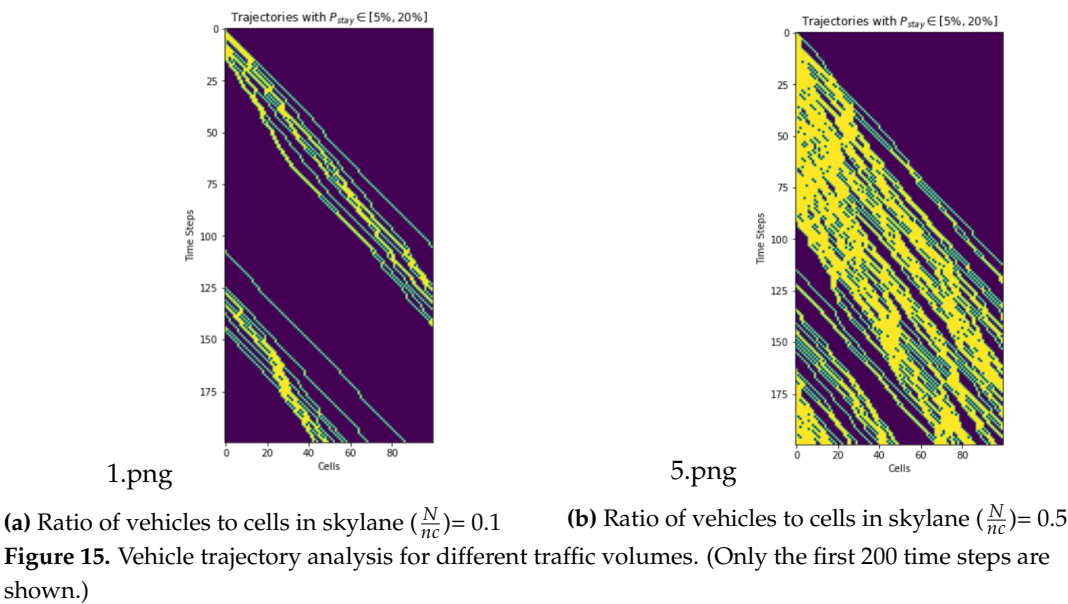 Trajectories with P_stay ∈ [5%, 20%]
0
25
50
75
100
125
150
175
Time Steps
0 20 40 60 80
Cells
1.png
(a) Ratio of vehicles to cells in skylane (N/nc)= 0.1
Trajectories with P_stay ∈ [5%, 20%]
0
25
50
75
100
125
150
175
Time Steps
0 20 40 60 80
Cells
5.png
(b) Ratio of vehicles to cells in skylane (N/nc)= 0.5
Figure 15. Vehicle trajectory analysis for different traffic volumes. (Only the first 200 time steps are
shown.)